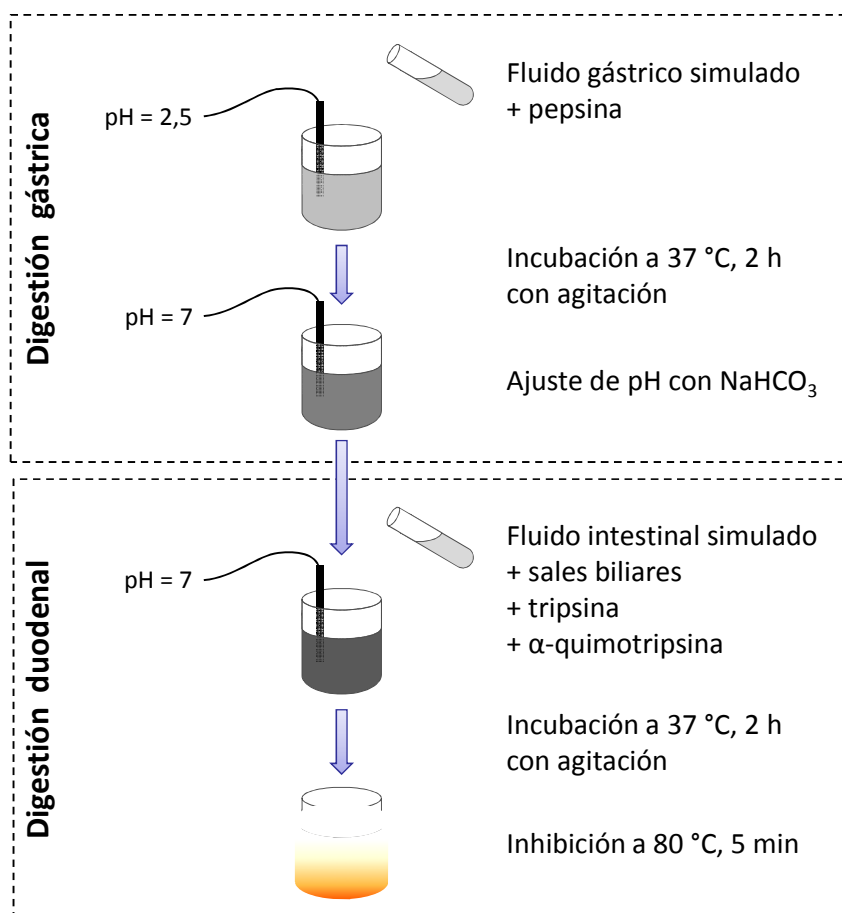 Digestión gástrica
pH = 2,5
Fluido gástrico simulado
+ pepsina
Incubación a 37 °C, 2 h
con agitación
pH = 7
Ajuste de pH con NaHCO₃
Digestión duodenal
pH = 7
Fluido intestinal simulado
+ sales biliares
+ tripsina
+ α-quimotripsina
Incubación a 37 °C, 2 h
con agitación
Inhibición a 80 °C, 5 min